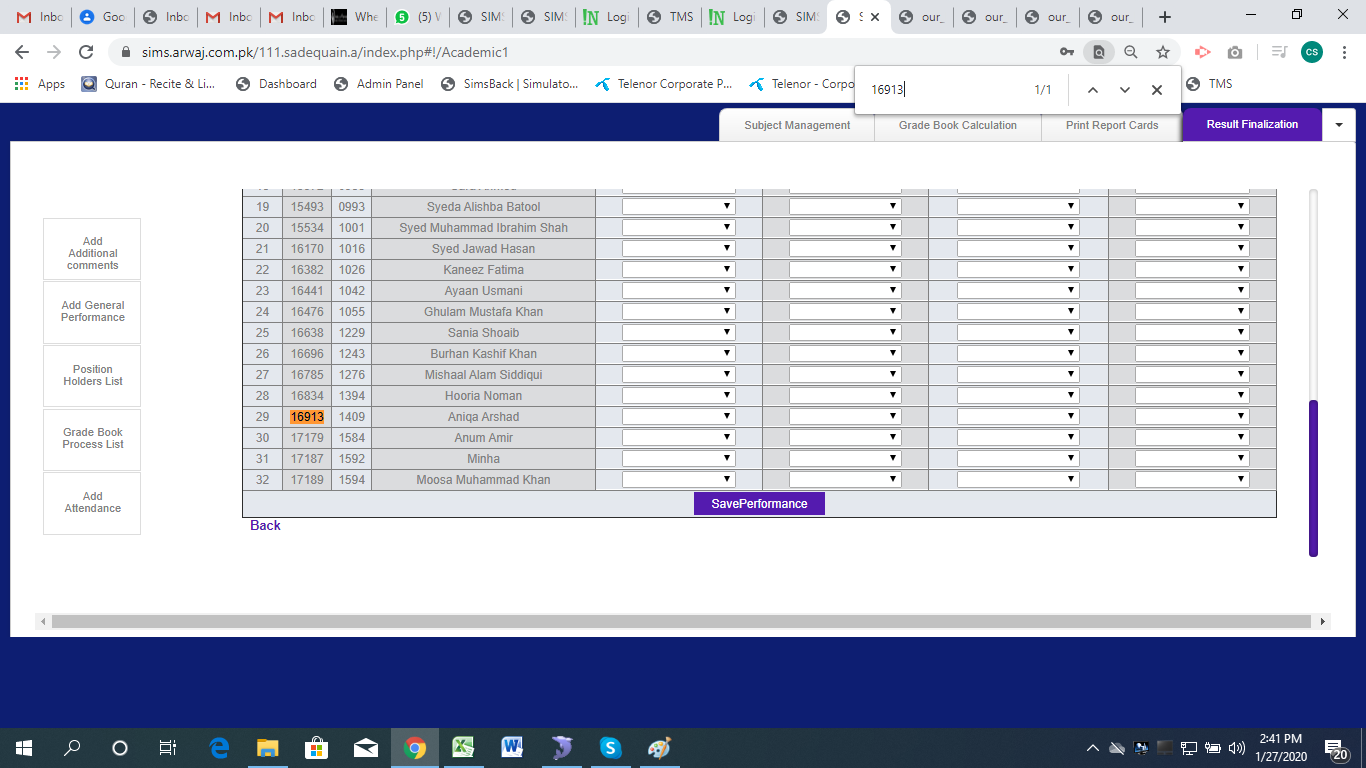 Inbo Goo Inbo Inbo Inbo Whe (5) W SIMS SIMS Logi TMS Logi SIMS S our_ our_ our_ our_
sims.arwaj.com.pk/111.sadequain.a/index.php#!/Academic1
CS
Apps Quran - Recite & Li... Dashboard Admin Panel SimsBack | Simulato... Telenor Corporate P... Telenor - Corpo TMS
16913 1/1
Subject Management Grade Book Calculation Print Report Cards Result Finalization
Add
Additional
comments
Add General
Performance
Position
Holders List
Grade Book
Process List
Add
Attendance
19 15493 0993 Syeda Alishba Batool
20 15534 1001 Syed Muhammad Ibrahim Shah
21 16170 1016 Syed Jawad Hasan
22 16382 1026 Kaneez Fatima
23 16441 1042 Ayaan Usmani
24 16476 1055 Ghulam Mustafa Khan
25 16638 1229 Sania Shoaib
26 16696 1243 Burhan Kashif Khan
27 16785 1276 Mishaal Alam Siddiqui
28 16834 1394 Hooria Noman
29 16913 1409 Aniqa Arshad
30 17179 1584 Anum Amir
31 17187 1592 Minha
32 17189 1594 Moosa Muhammad Khan
SavePerformance
Back
2:41 PM
1/27/2020
20